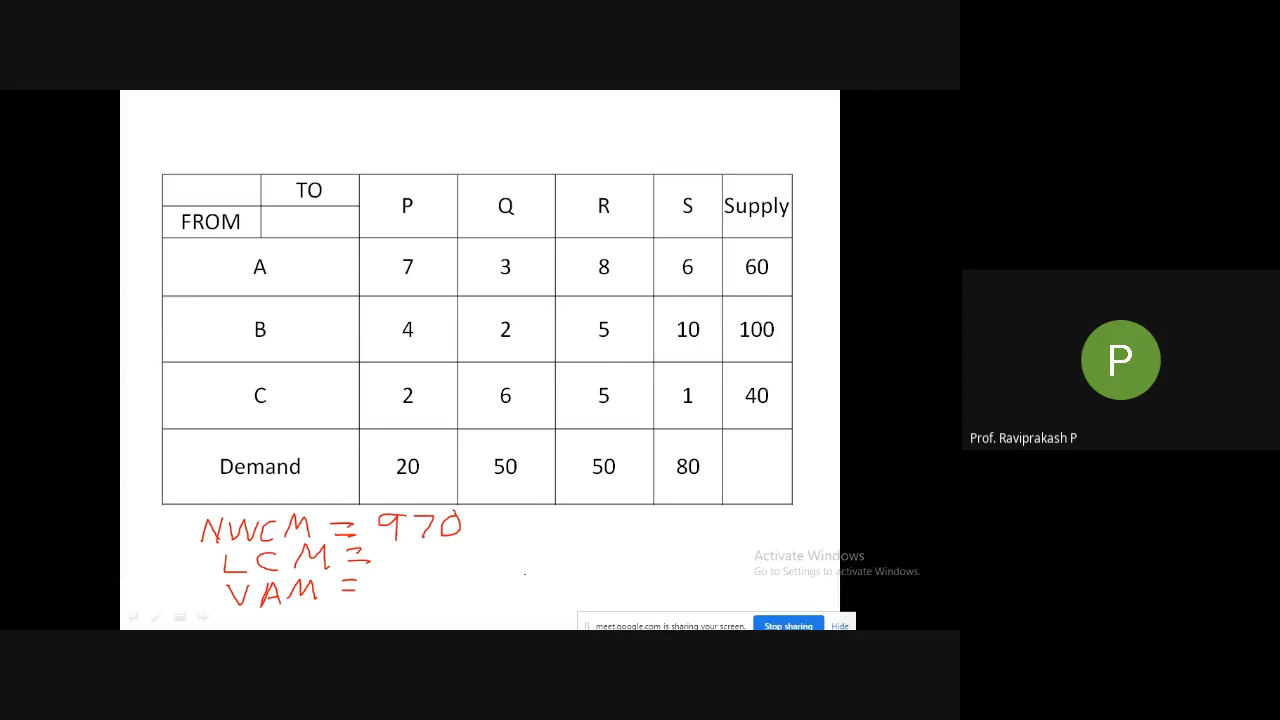 TO
FROM
P Q R S Supply
A 7 3 8 6 60
B 4 2 5 10 100
C 2 6 5 1 40
Demand 20 50 50 80
NWCM = 970
LCM =
VAM =
Activate Windows
Go to Settings to activate Windows.
meet.google.com is sharing your screen. Stop sharing Hide
P
Prof. Raviprakash P